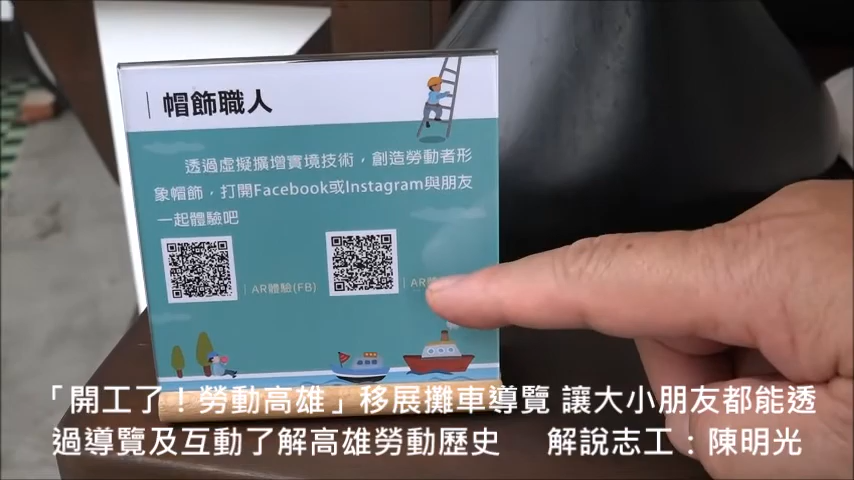 帽飾職人
透過虛擬擴增實境技術，創造勞動者形
象帽飾，打開Facebook或Instagram與朋友
一起體驗吧
AR體驗(FB)
AR
「開工了！勞動高雄」移展攤車導覽 讓大小朋友都能透
過導覽及互動了解高雄勞動歷史 解說志工：陳明光